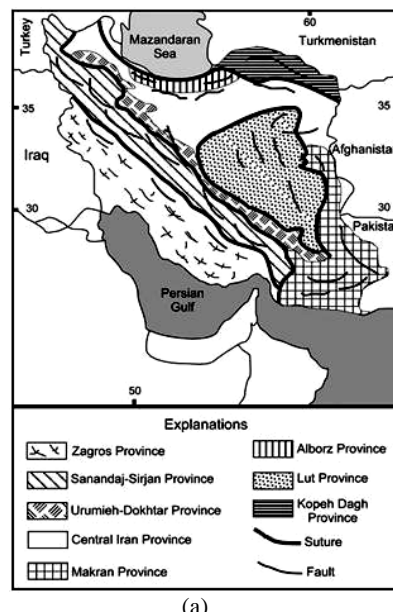 60
Turkey
Mazandaran
Sea
Turkmenistan
35
35
Iraq
Afghanistan
30
30
Pakista
Persian
Gulf
50
Explanations
Zagros Province
Sanandaj-Sirjan Province
Urumieh-Dokhtar Province
Central Iran Province
Makran Province
Alborz Province
Lut Province
Kopeh Dagh
Province
Suture
Fault
(a)